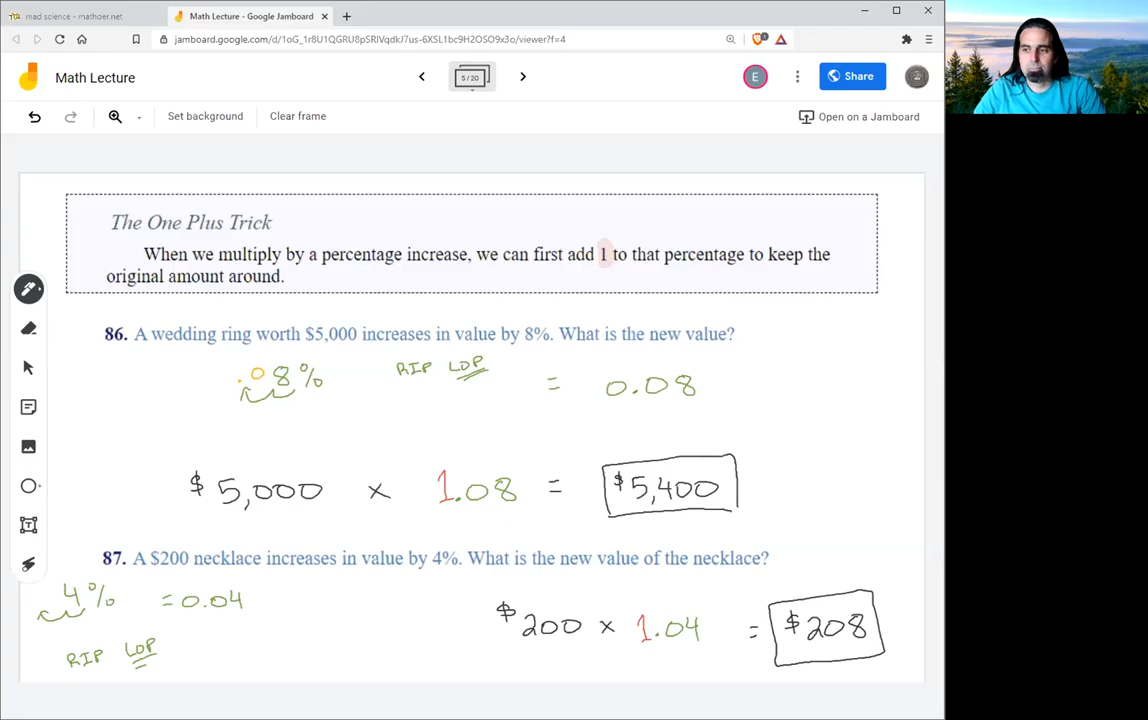 mad science - mathoer.net
Math Lecture - Google Jamboard
jamboard.google.com/d/1oG_1r8U1QGRU8pSRIVqdkJ7us-6XSL1bc9H2OSO9x3o/viewer?f=4
Math Lecture
5/20
E
Share
Set background
Clear frame
Open on a Jamboard
The One Plus Trick
When we multiply by a percentage increase, we can first add 1 to that percentage to keep the
original amount around.
86. A wedding ring worth $5,000 increases in value by 8%. What is the new value?
.08% RIP LOP = 0.08
$5,000 x 1.08 = $5,400
87. A $200 necklace increases in value by 4%. What is the new value of the necklace?
4% = 0.04
$200 x 1.04 = $208
RIP LOP